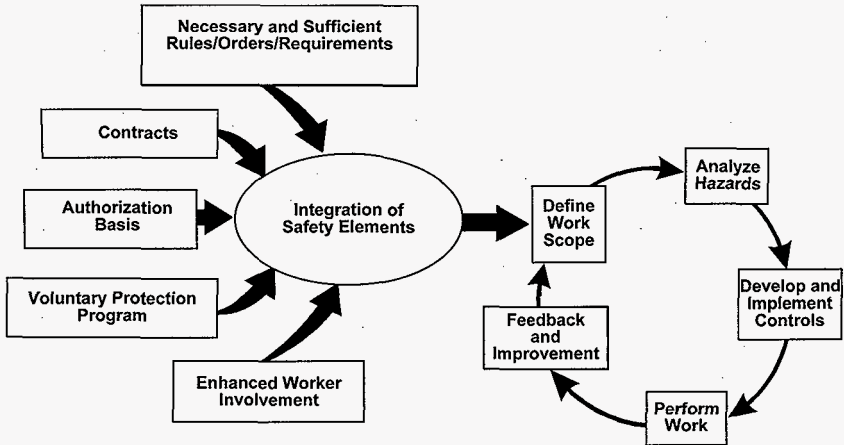 Necessary and Sufficient
Rules/Orders/Requirements
Contracts
Authorization
Basis
Voluntary Protection
Program
Enhanced Worker
Involvement
Integration of
Safety Elements
Define
Work
Scope
Analyze
Hazards
Develop and
Implement
Controls
Perform
Work
Feedback
and
Improvement